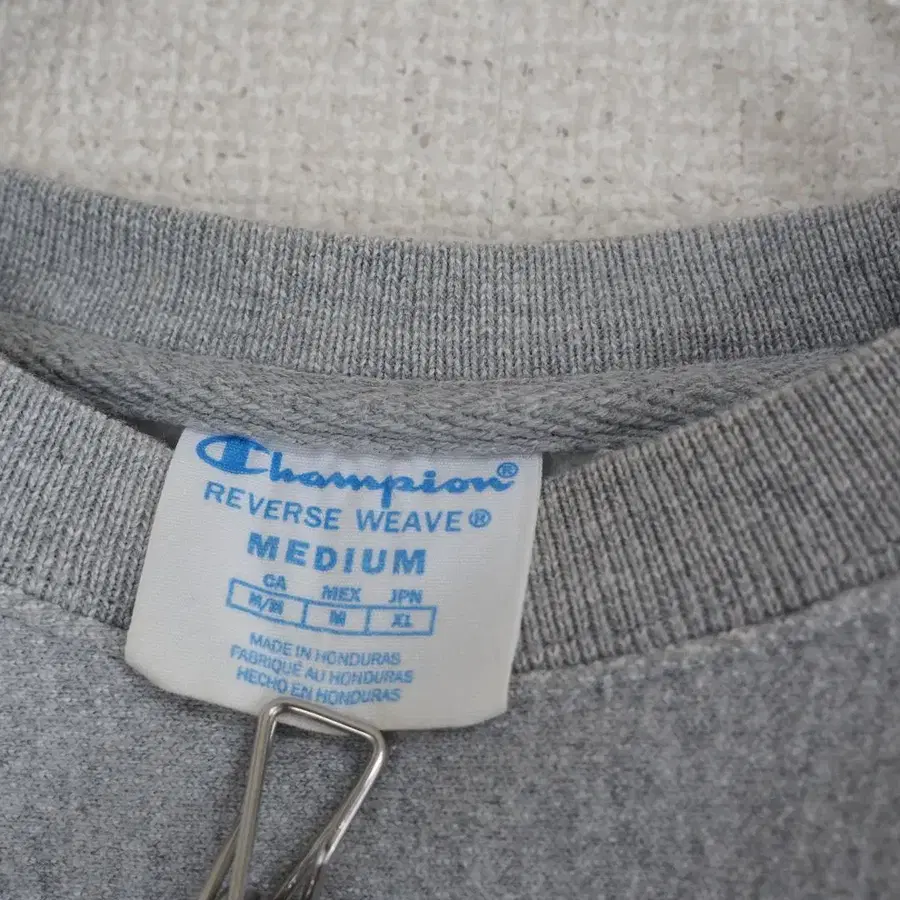 Champion®
REVERSE WEAVE®
MEDIUM
CA MEX JPN
M/M M XL
MADE IN HONDURAS
FABRIQUÉ AU HONDURAS
HECHO EN HONDURAS